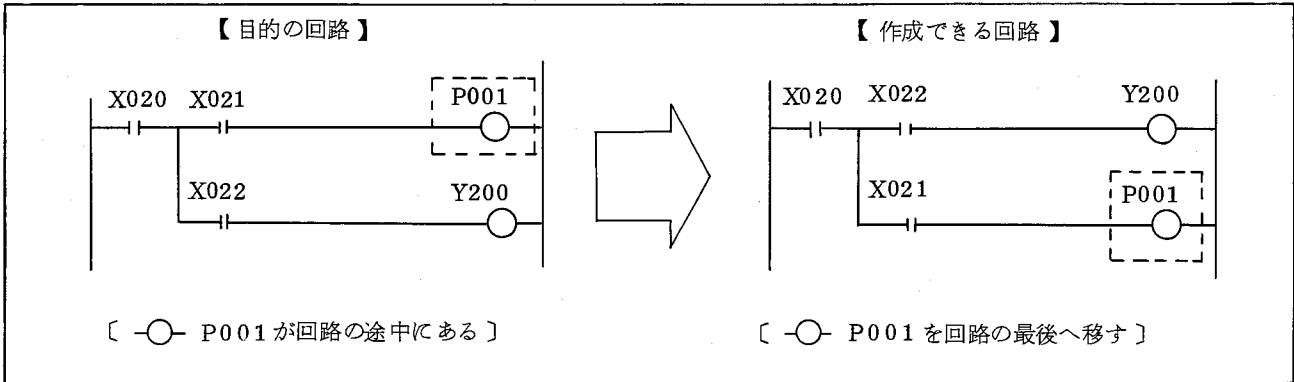 【目的の回路】
X020 X021 P001
X022 Y200
〔 P001が回路の途中にある〕
【作成できる回路】
X020 X022 Y200
X021 P001
〔 P001を回路の最後へ移す〕